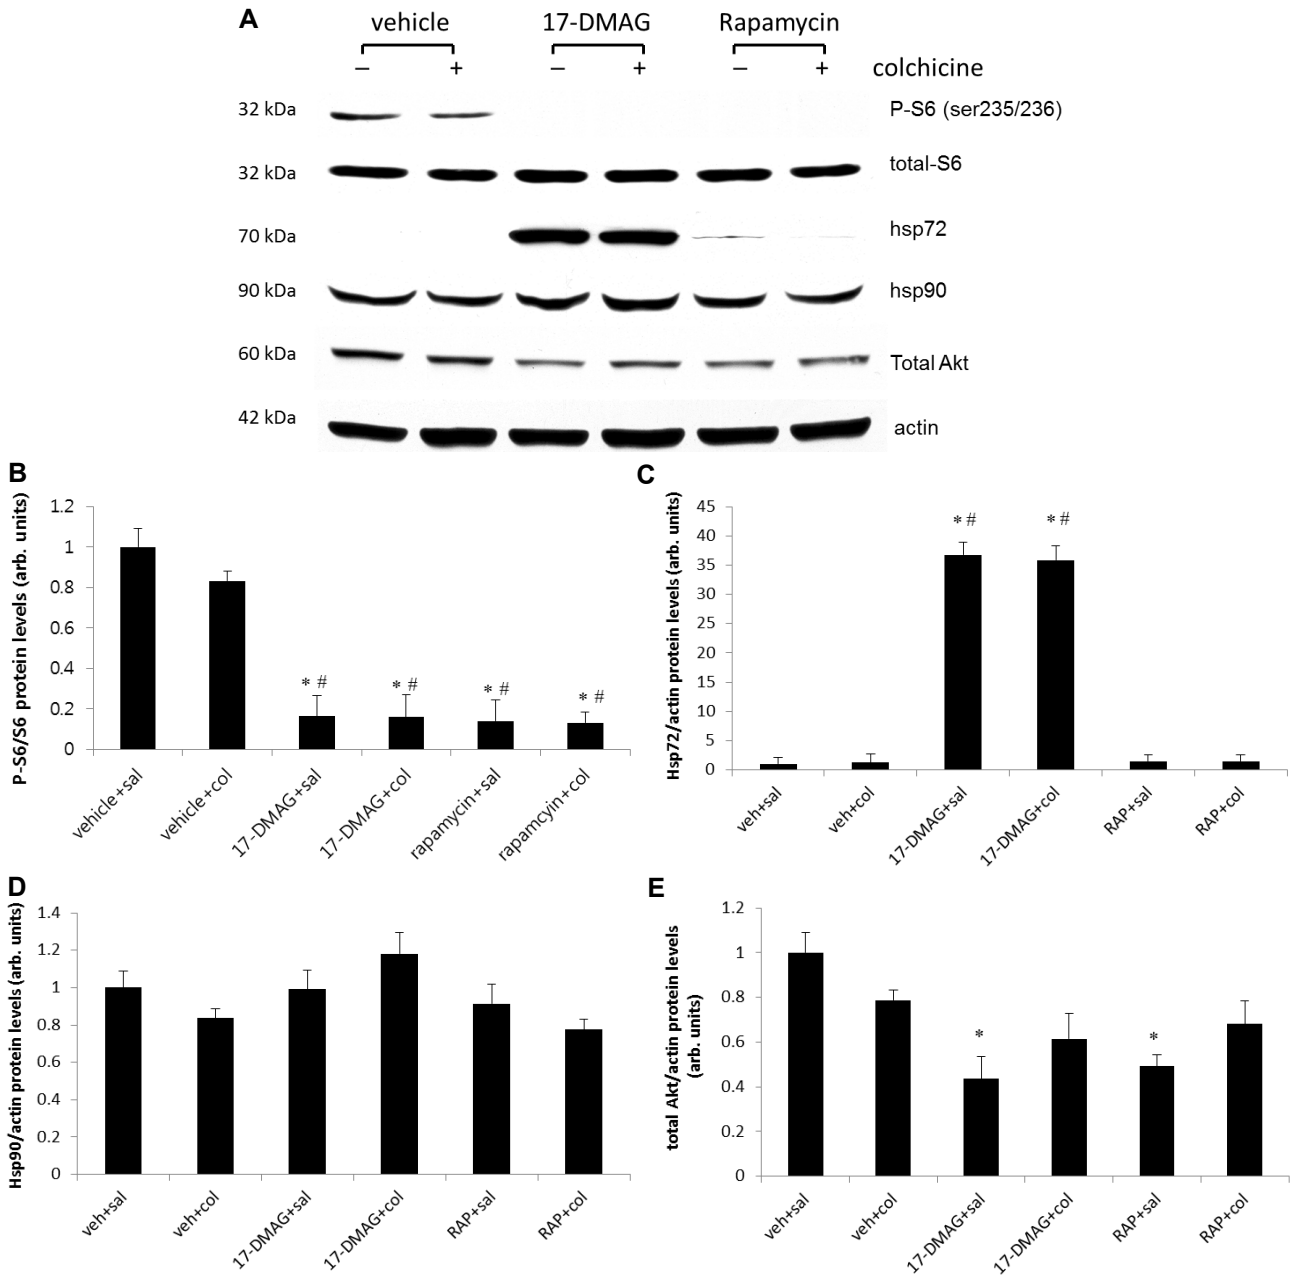 A
vehicle 17-DMAG Rapamycin
– + – + – + colchicine
32 kDa P-S6 (ser235/236)
32 kDa total-S6
70 kDa hsp72
90 kDa hsp90
60 kDa Total Akt
42 kDa actin
B
P-S6/S6 protein levels (arb. units)
1.2
1
0.8
0.6
0.4
0.2
0
* #
* #
* #
* #
vehicle+sal
vehicle+col
17-DMAG+sal
17-DMAG+col
rapamycin+sal
rapamcyin+col
C
Hsp72/actin protein levels (arb. units)
45
40
35
30
25
20
15
10
5
0
* #
* #
veh+sal
veh+col
17-DMAG+sal
17-DMAG+col
RAP+sal
RAP+col
D
Hsp90/actin protein levels (arb. units)
1.4
1.2
1
0.8
0.6
0.4
0.2
0
veh+sal
veh+col
17-DMAG+sal
17-DMAG+col
RAP+sal
RAP+col
E
total Akt/actin protein levels
(arb. units)
1.2
1
0.8
0.6
0.4
0.2
0
*
*
veh+sal
veh+col
17-DMAG+sal
17-DMAG+col
RAP+sal
RAP+col